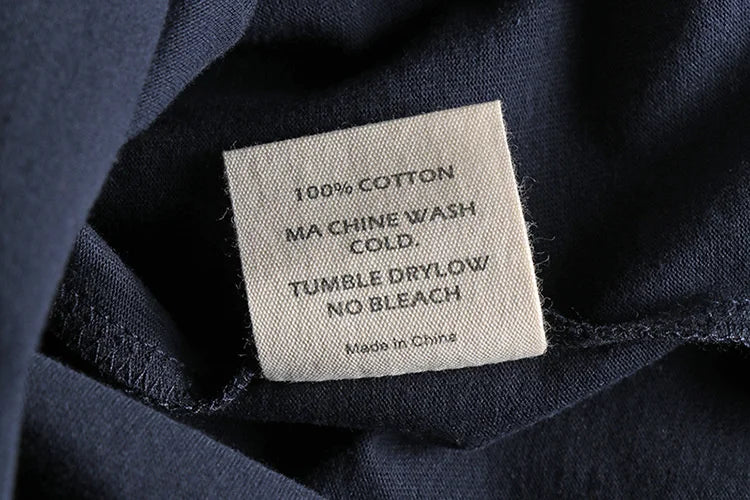 100% COTTON
MA CHINE WASH
COLD.
TUMBLE DRYLOW
NO BLEACH
Made in China